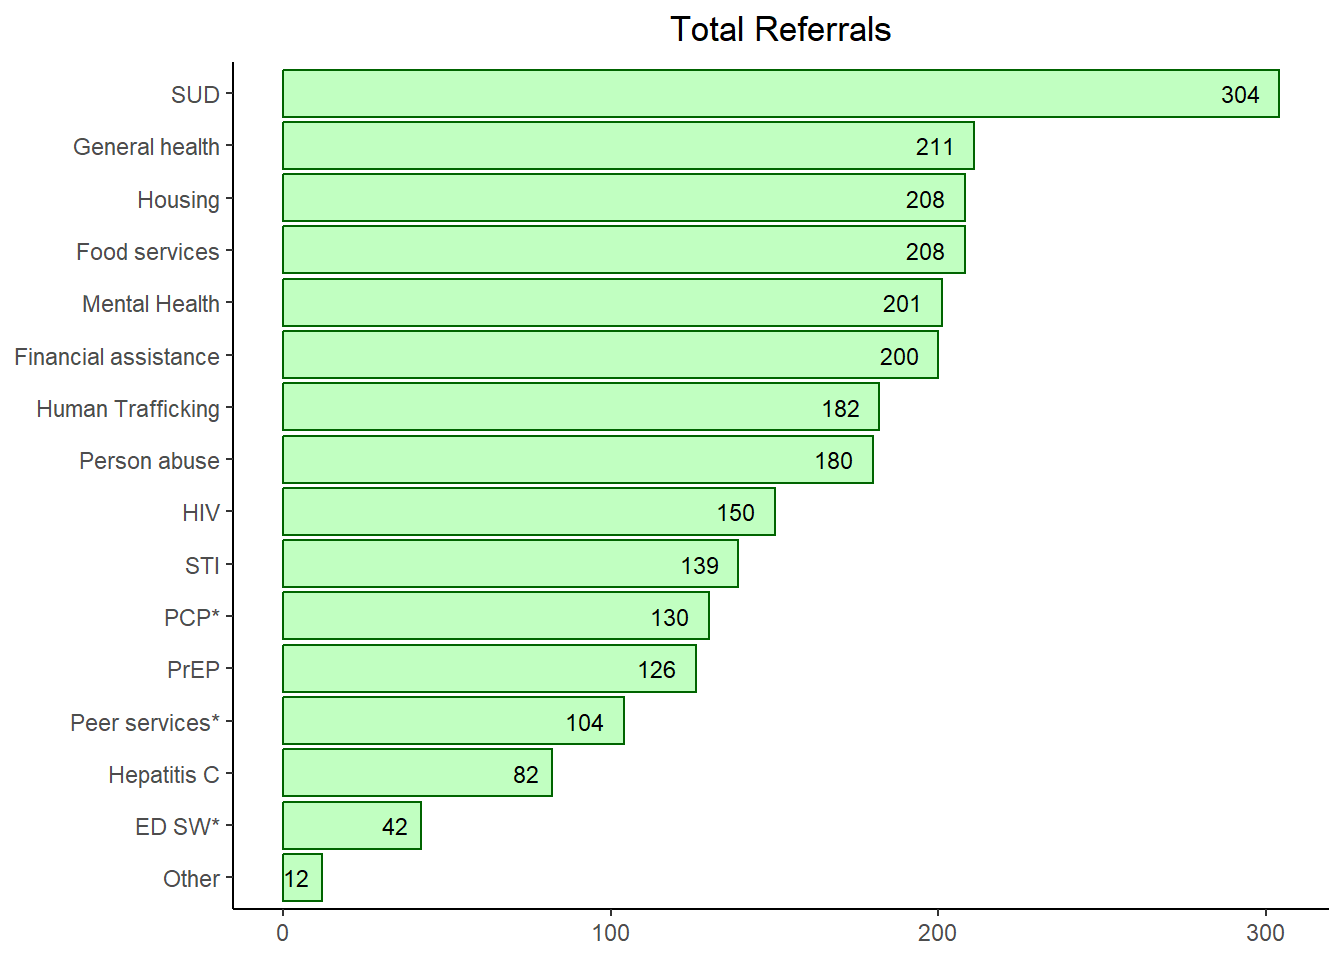 Total Referrals
SUD 304
General health 211
Housing 208
Food services 208
Mental Health 201
Financial assistance 200
Human Trafficking 182
Person abuse 180
HIV 150
STI 139
PCP* 130
PrEP 126
Peer services* 104
Hepatitis C 82
ED SW* 42
Other 12
0 100 200 300